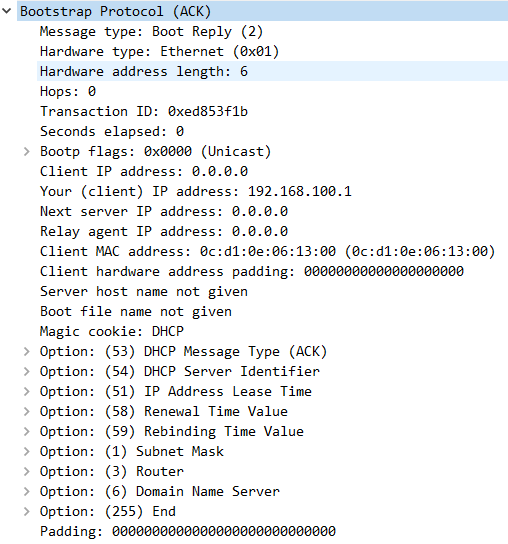 Bootstrap Protocol (ACK)
Message type: Boot Reply (2)
Hardware type: Ethernet (0x01)
Hardware address length: 6
Hops: 0
Transaction ID: 0xed853f1b
Seconds elapsed: 0
Bootp flags: 0x0000 (Unicast)
Client IP address: 0.0.0.0
Your (client) IP address: 192.168.100.1
Next server IP address: 0.0.0.0
Relay agent IP address: 0.0.0.0
Client MAC address: 0c:d1:0e:06:13:00 (0c:d1:0e:06:13:00)
Client hardware address padding: 00000000000000000000
Server host name not given
Boot file name not given
Magic cookie: DHCP
Option: (53) DHCP Message Type (ACK)
Option: (54) DHCP Server Identifier
Option: (51) IP Address Lease Time
Option: (58) Renewal Time Value
Option: (59) Rebinding Time Value
Option: (1) Subnet Mask
Option: (3) Router
Option: (6) Domain Name Server
Option: (255) End
Padding: 0000000000000000000000000000